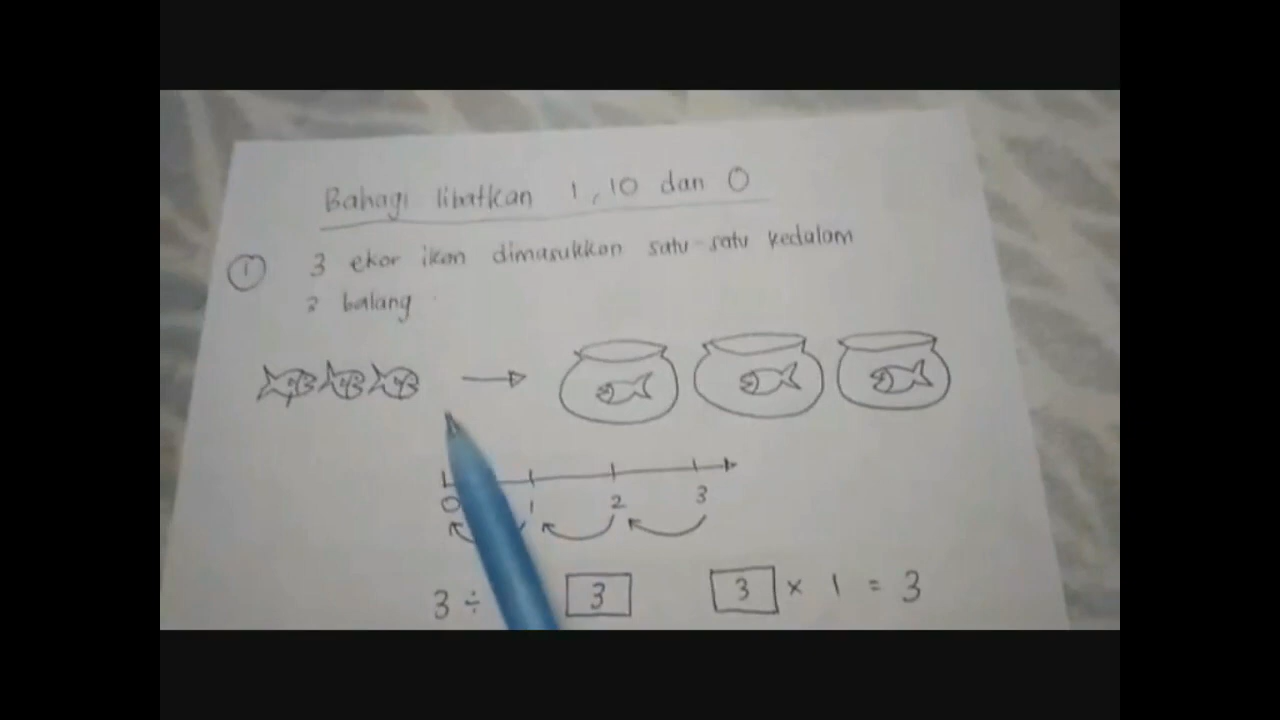 Bahagi libatkan 1, 10 dan 0
① 3 ekor ikan dimasukkan satu-satu kedalam
3 balang
0 1 2 3
3 ÷ 3
3 × 1 = 3